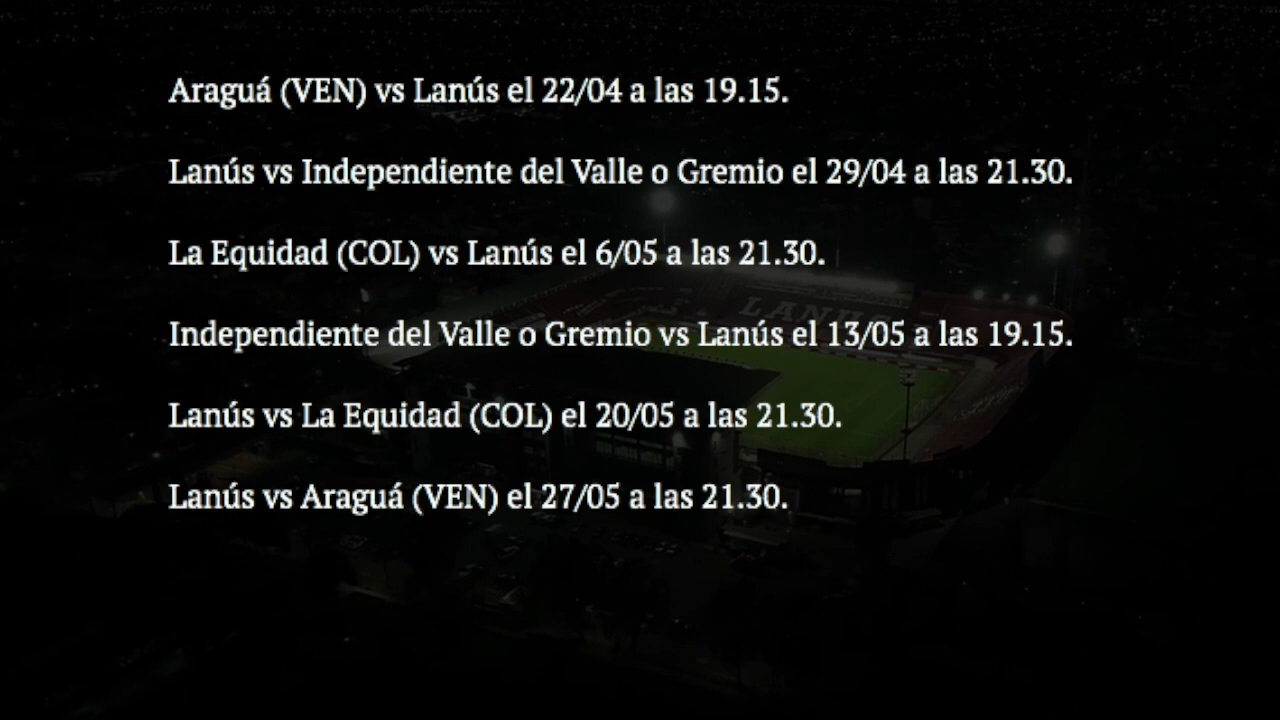 Araguá (VEN) vs Lanús el 22/04 a las 19.15.
Lanús vs Independiente del Valle o Gremio el 29/04 a las 21.30.
La Equidad (COL) vs Lanús el 6/05 a las 21.30.
LANUS
Independiente del Valle o Gremio vs Lanús el 13/05 a las 19.15.
Lanús vs La Equidad (COL) el 20/05 a las 21.30.
Lanús vs Araguá (VEN) el 27/05 a las 21.30.